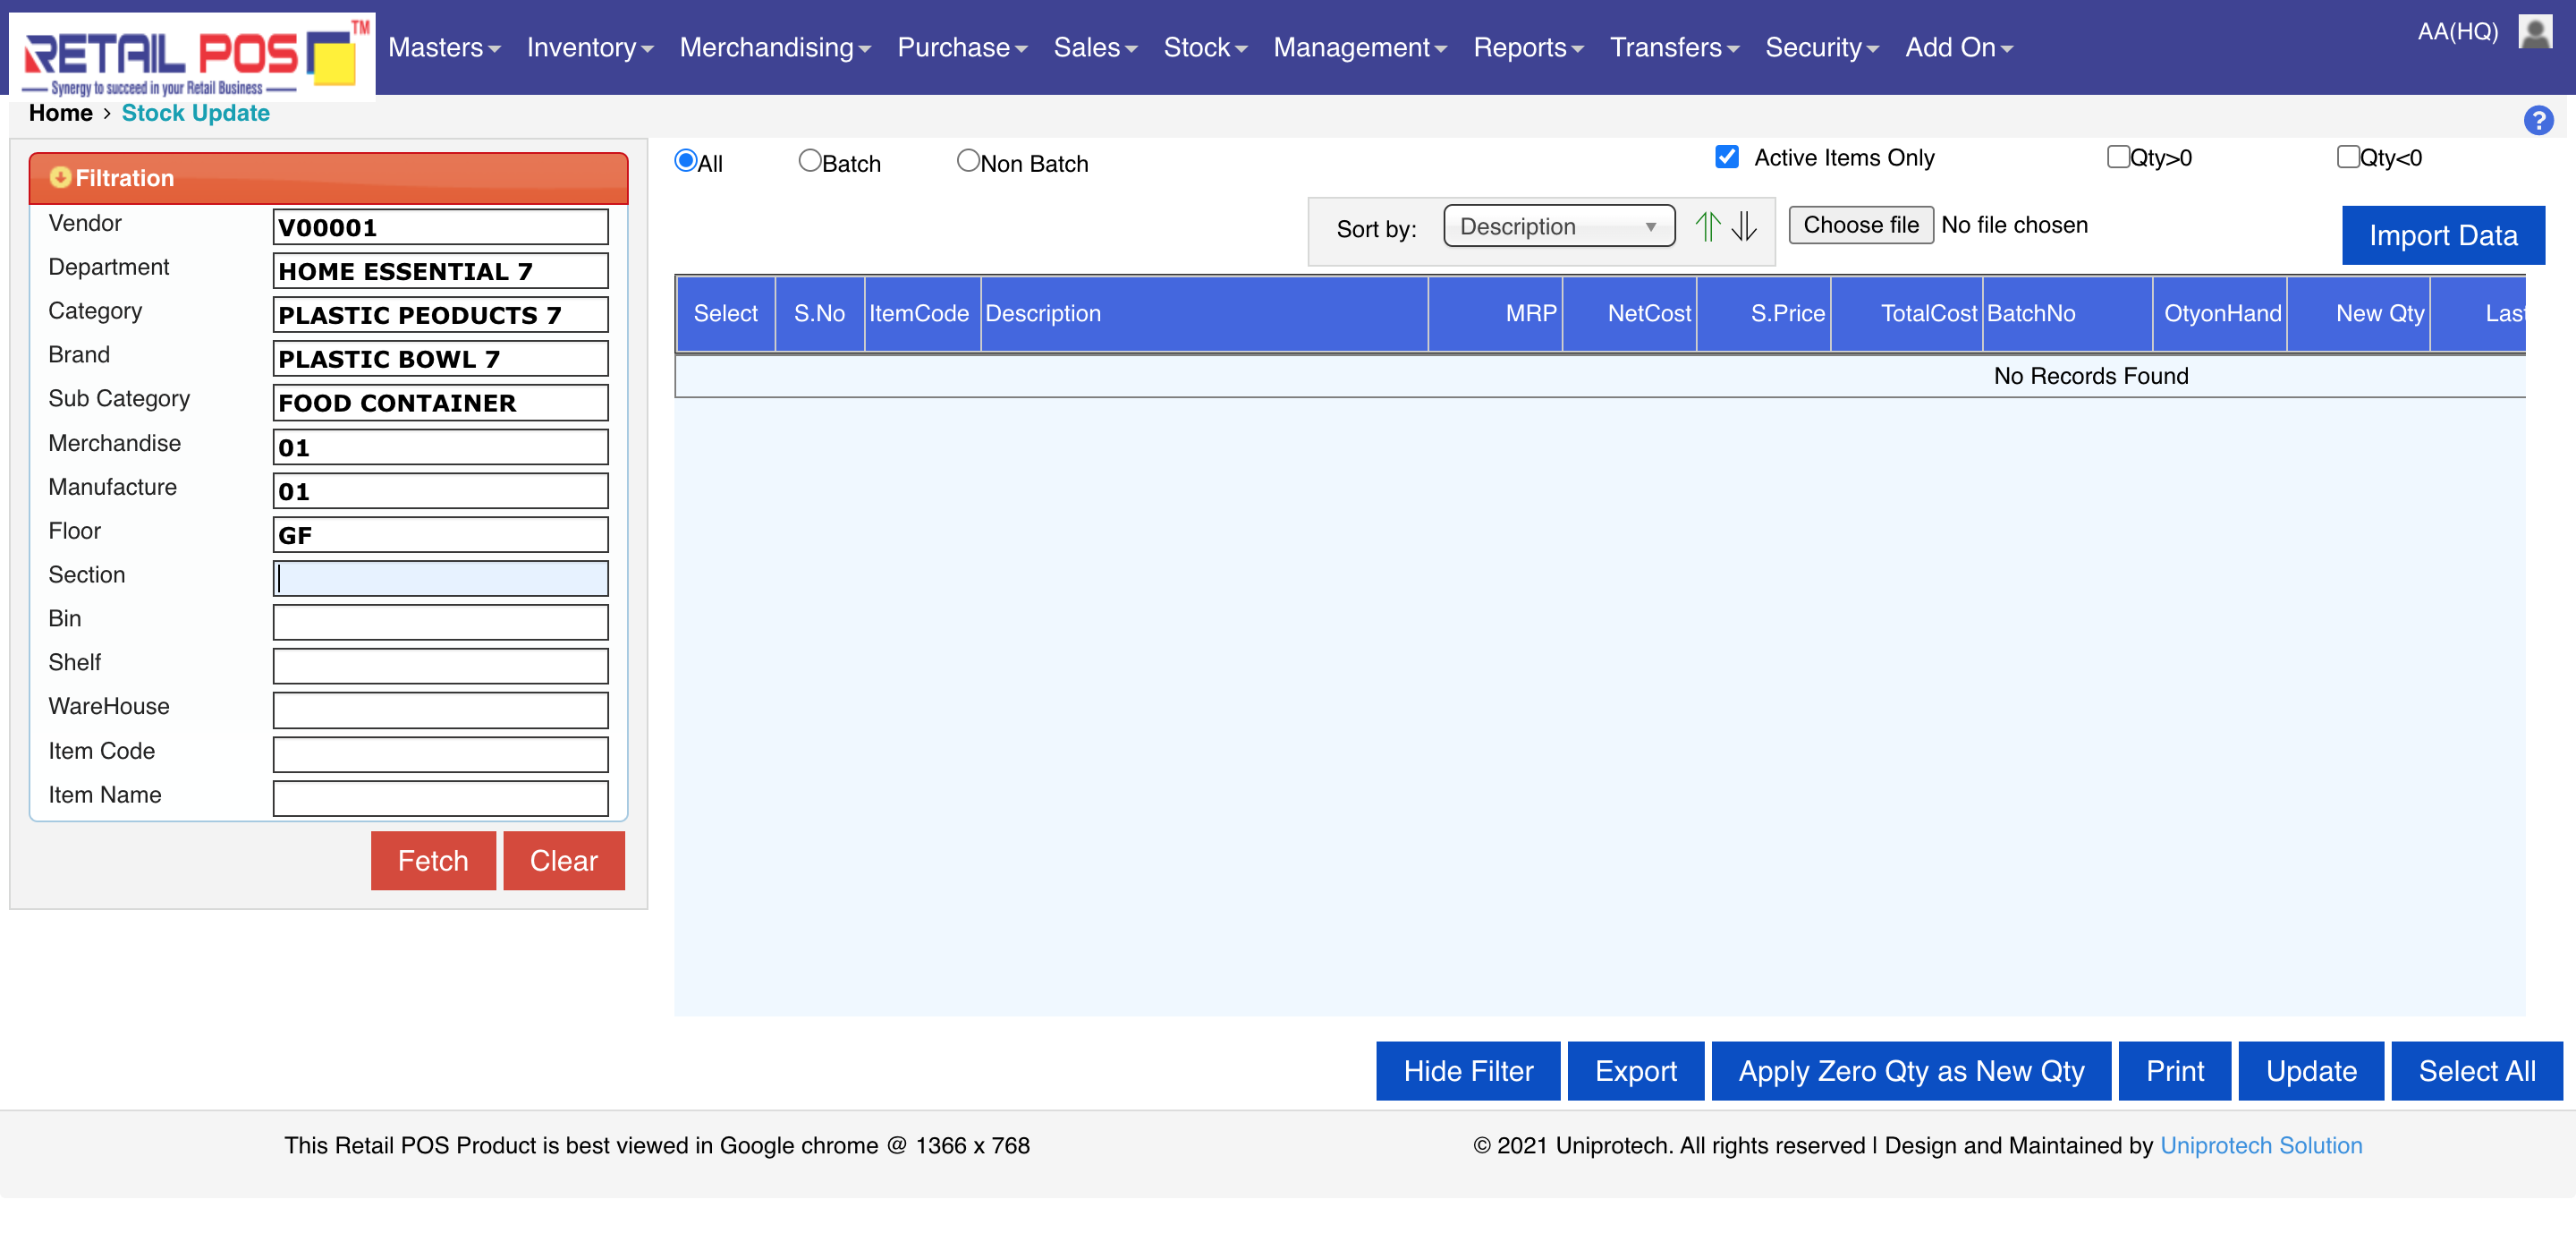 RETAIL POS TM
Synergy to succeed in your Retail Business
Masters Inventory Merchandising Purchase Sales Stock Management Reports Transfers Security Add On
AA(HQ)
Home › Stock Update
?
Filtration
Vendor V00001
Department HOME ESSENTIAL 7
Category PLASTIC PEODUCTS 7
Brand PLASTIC BOWL 7
Sub Category FOOD CONTAINER
Merchandise 01
Manufacture 01
Floor GF
Section
Bin
Shelf
WareHouse
Item Code
Item Name
Fetch Clear
All Batch Non Batch Active Items Only Qty>0 Qty<0
Sort by: Description Choose file No file chosen Import Data
Select S.No ItemCode Description MRP NetCost S.Price TotalCost BatchNo OtyonHand New Qty Last
No Records Found
Hide Filter Export Apply Zero Qty as New Qty Print Update Select All
This Retail POS Product is best viewed in Google chrome @ 1366 x 768
© 2021 Uniprotech. All rights reserved | Design and Maintained by Uniprotech Solution